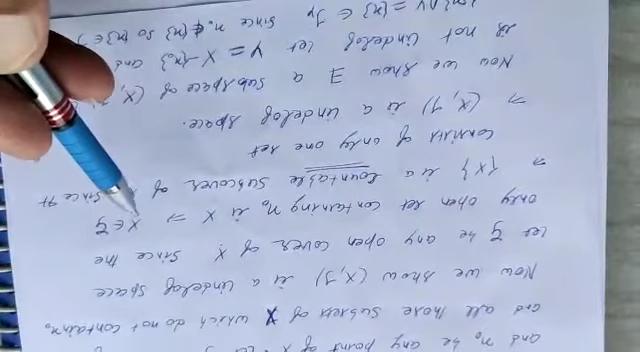 and x₀ be any point of X. Let
and all those subsets of X which do not contain x₀
Now we show (X, J) is a Lindelof space
Let ξ be any open cover of X. Since the
only open set containing x₀ is X ⇒ X ∈ ξ
⇒ {X} is a countable subcover of Since it
consists of only one set
⇒ (X, J) is a Lindelof space.
Now we show ∃ a subspace of (X,
is not Lindelof Let Y = X - {x₀} and
= {x} ∈ Jy Since x₀ ∉ {x} so {x} ∈ J